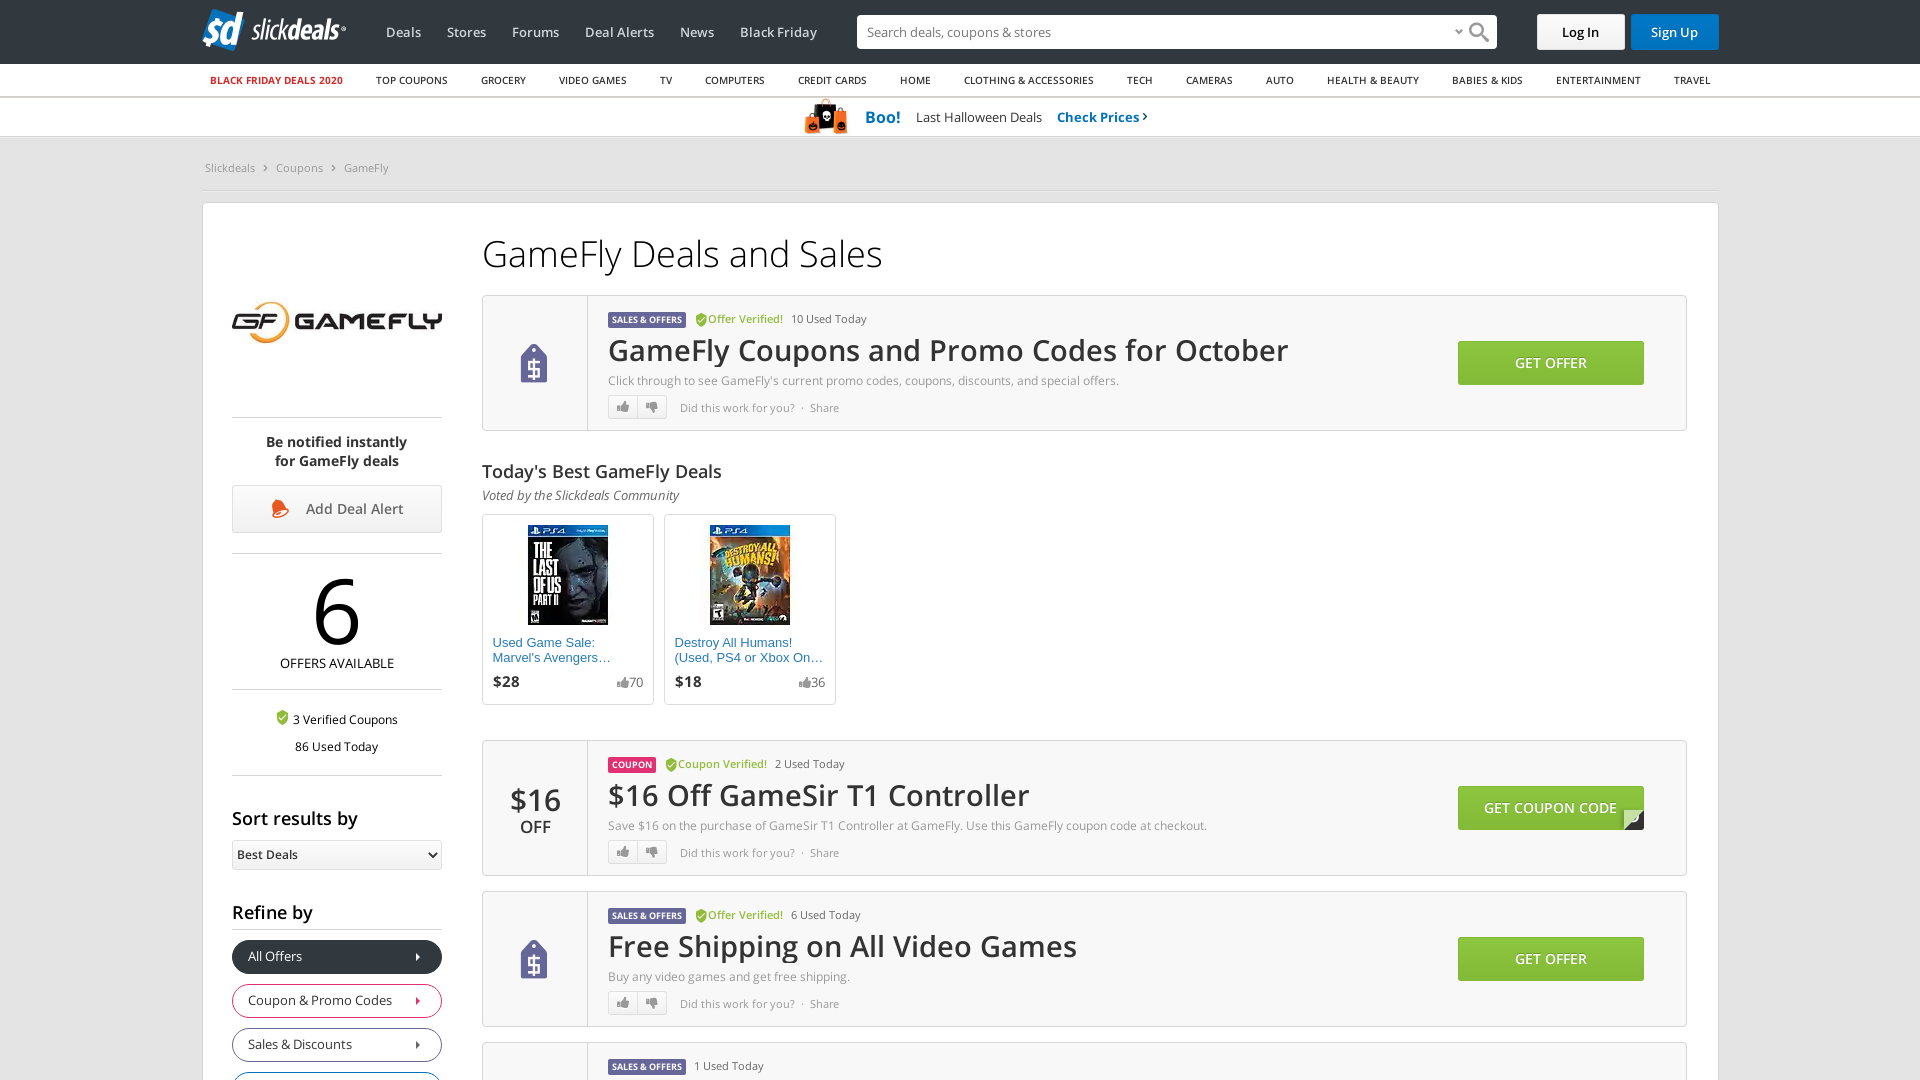 sd slickdeals
Deals
Stores
Forums
Deal Alerts
News
Black Friday
Search deals, coupons & shops
Log In
Sign Up
BLACK FRIDAY DEALS 2020
TOP COUPONS
GROCERY
VIDEO GAMES
TV
COMPUTERS
CREDIT CARDS
HOME
CLOTHING & ACCESSORIES
TECH
CAMERAS
AUTO
HEALTH & BEAUTY
BABIES & KIDS
ENTERTAINMENT
TRAVEL
Boo! Last Halloween Deals Check Prices
Slickdeals > Coupons > GameFly
GF GAMEFLY
Be notified instantly
for GameFly deals
Add Deal Alert
6
OFFERS AVAILABLE
3 Verified Coupons
86 Used Today
Sort results by
Best Deals
Refine by
All Offers
Coupon & Promo Codes
Sales & Discounts
GameFly Deals and Sales
SALES & OFFERS Offer Verified! 10 Used Today
GameFly Coupons and Promo Codes for October
Click through to see GameFly's current promo codes, coupons, discounts, and special offers.
Did this work for you? · Share
GET OFFER
Today's Best GameFly Deals
Voted by the Slickdeals Community
PS4
THE
LAST
OF US
PART II
Used Game Sale:
Marvel's Avengers…
$28 70
PS4
DESTROY ALL
HUMANS!
Destroy All Humans!
(Used, PS4 or Xbox On…
$18 36
$16
OFF
COUPON Coupon Verified! 2 Used Today
$16 Off GameSir T1 Controller
Save $16 on the purchase of GameSir T1 Controller at GameFly. Use this GameFly coupon code at checkout.
Did this work for you? · Share
GET COUPON CODE
SALES & OFFERS Offer Verified! 6 Used Today
Free Shipping on All Video Games
Buy any video games and get free shipping.
Did this work for you? · Share
GET OFFER
SALES & OFFERS 1 Used Today